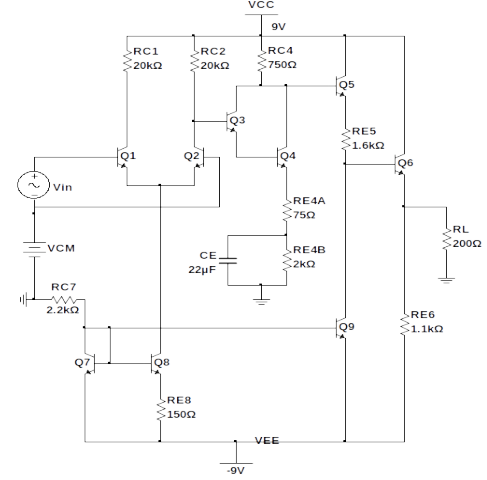 VCC
9V
RC1
20kΩ
RC2
20kΩ
RC4
750Ω
Q5
Q3
RE5
1.6kΩ
Q1
Q2
Q4
Q6
Vin
RE4A
75Ω
RL
200Ω
VCM
CE
22µF
RE4B
2kΩ
RC7
2.2kΩ
Q9
RE6
1.1kΩ
Q7
Q8
RE8
150Ω
VEE
-9V